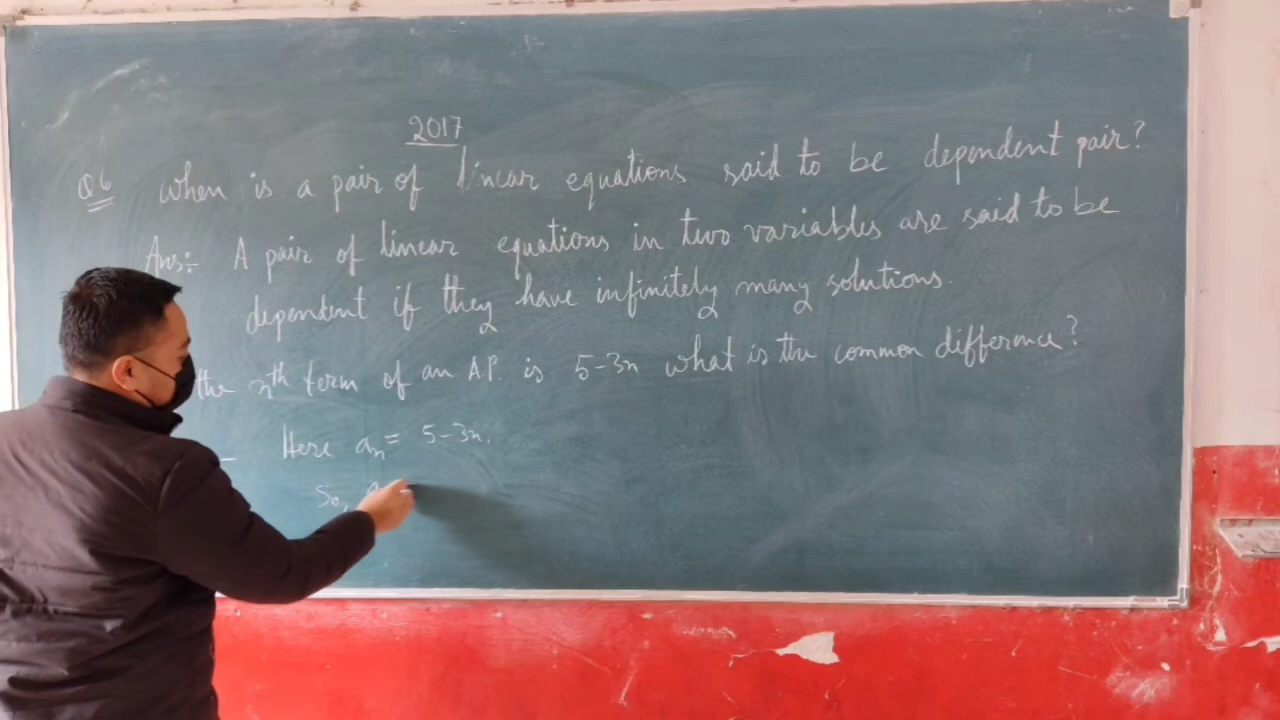 2017
Q6 When is a pair of linear equations said to be dependent pair?
Ans:- A pair of linear equations in two variables are said to be
dependent if they have infinitely many solutions.
the nth term of an A.P. is 5-3n what is the common difference?
Here an = 5-3n.
So, a